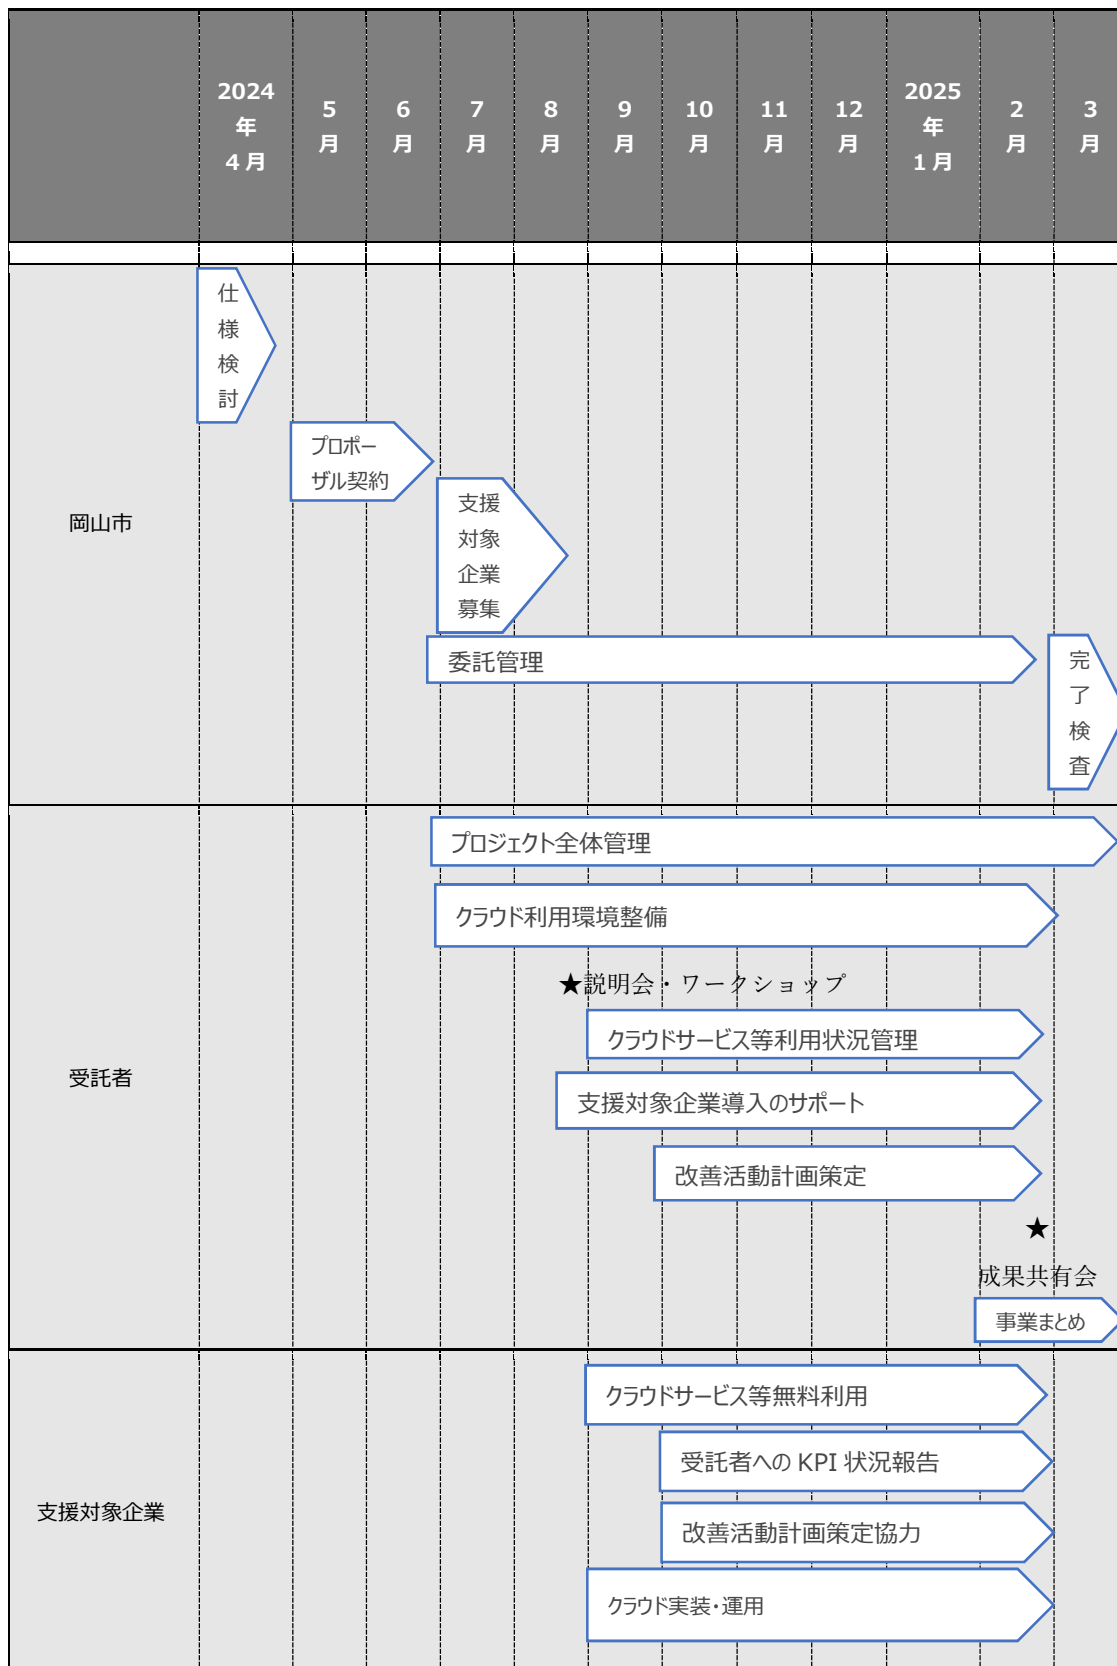 2024
年
4 月
5
月
6
月
7
月
8
月
9
月
10
月
11
月
12
月
2025
年
1 月
2
月
3
月
岡山市
仕
様
検
討
プロポー
ザル契約
支援
対象
企業
募集
委託管理
完
了
検
査
受託者
プロジェクト全体管理
クラウド利用環境整備
★説明会・ワークショップ
クラウドサービス等利用状況管理
支援対象企業導入のサポート
改善活動計画策定
★
成果共有会
事業まとめ
支援対象企業
クラウドサービス等無料利用
受託者への KPI 状況報告
改善活動計画策定協力
クラウド実装・運用